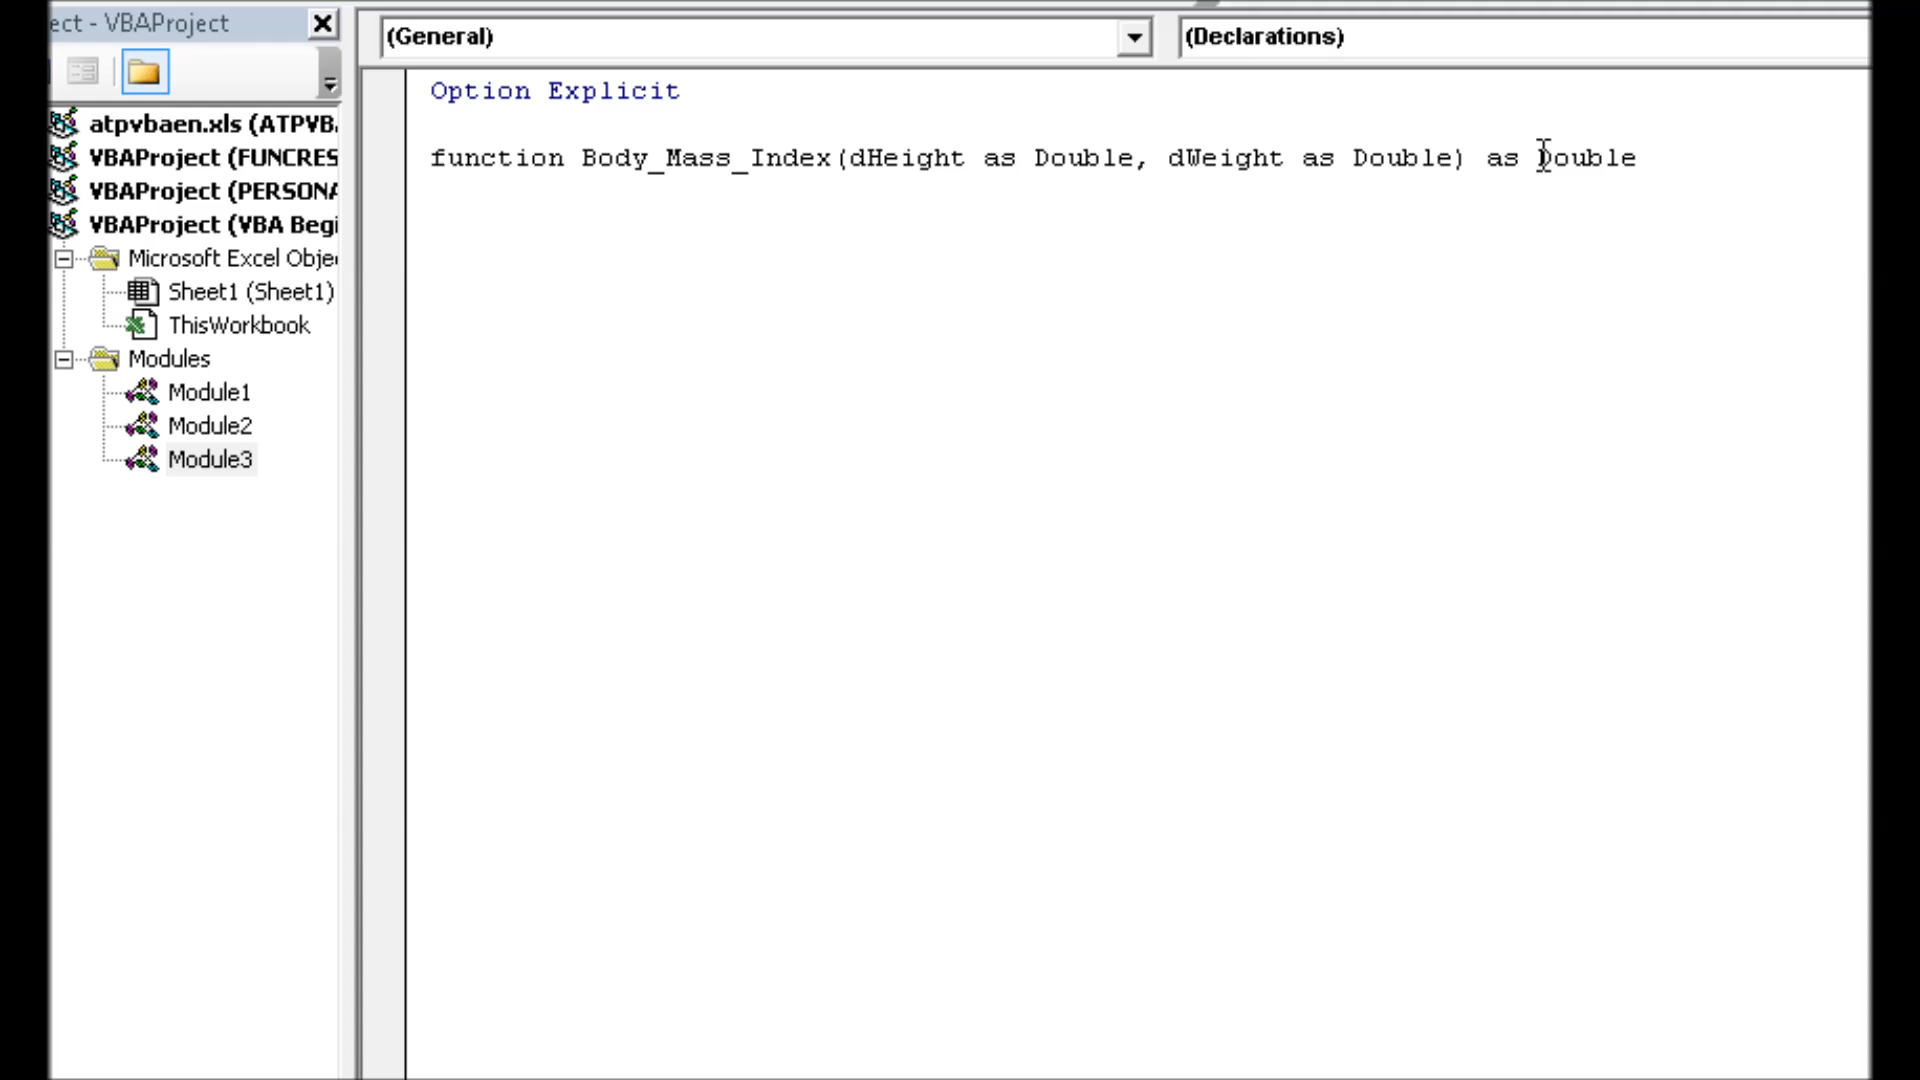 ect - VBAProject
atpvbaen.xls (ATPVB
VBAProject (FUNCRES
VBAProject (PERSONA
VBAProject (VBA Begi
Microsoft Excel Obje
Sheet1 (Sheet1)
ThisWorkbook
Modules
Module1
Module2
Module3
(General)
(Declarations)
Option Explicit
function Body_Mass_Index(dHeight as Double, dWeight as Double) as Double